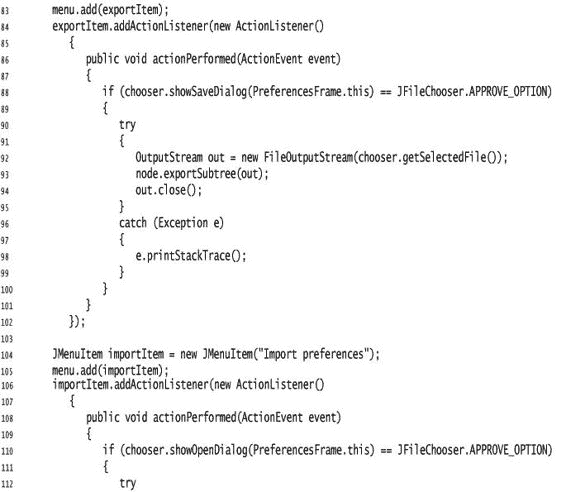 83 menu.add(exportItem);
84 exportItem.addActionListener(new ActionListener()
85 {
86 public void actionPerformed(ActionEvent event)
87 {
88 if (chooser.showSaveDialog(PreferencesFrame.this) == JFileChooser.APPROVE_OPTION)
89 {
90 try
91 {
92 OutputStream out = new FileOutputStream(chooser.getSelectedFile());
93 node.exportSubtree(out);
94 out.close();
95 }
96 catch (Exception e)
97 {
98 e.printStackTrace();
99 }
100 }
101 }
102 });
103
104 JMenuItem importItem = new JMenuItem("Import preferences");
105 menu.add(importItem);
106 importItem.addActionListener(new ActionListener()
107 {
108 public void actionPerformed(ActionEvent event)
109 {
110 if (chooser.showOpenDialog(PreferencesFrame.this) == JFileChooser.APPROVE_OPTION)
111 {
112 try